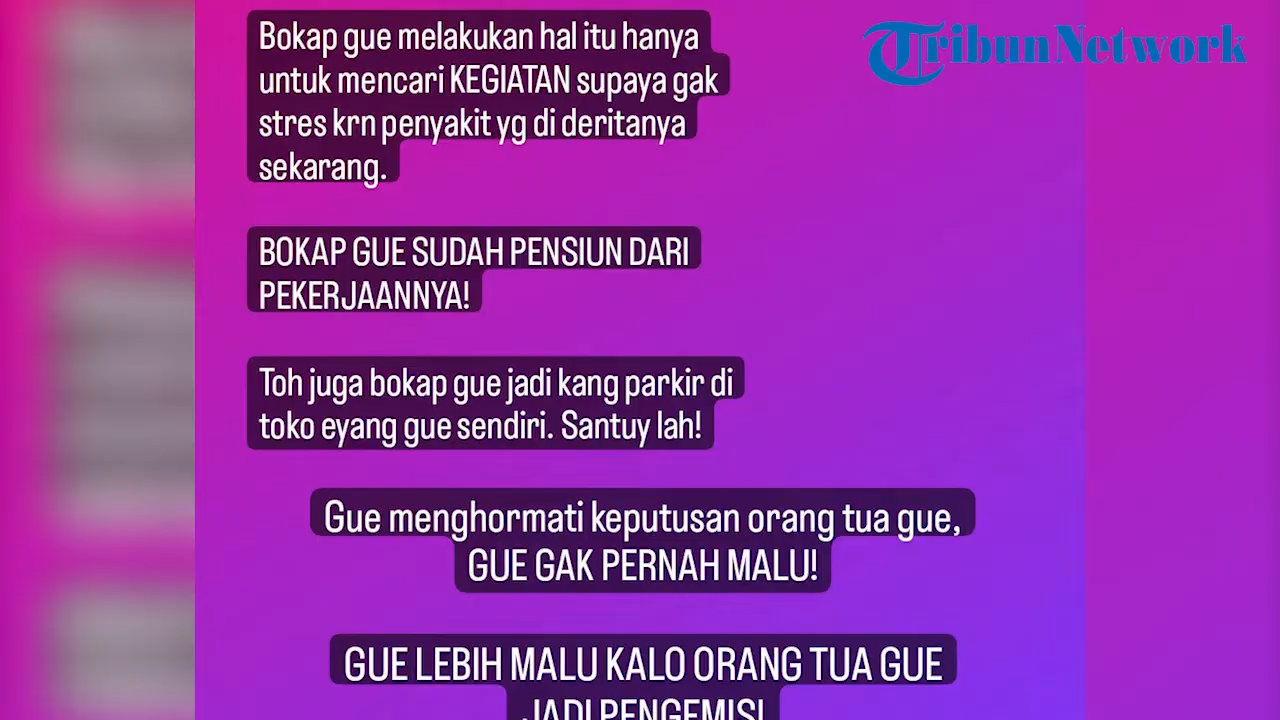 TribunNetwork
Bokap gue melakukan hal itu hanya
untuk mencari KEGIATAN supaya gak
stres krn penyakit yg di deritanya
sekarang.
BOKAP GUE SUDAH PENSIUN DARI
PEKERJAANNYA!
Toh juga bokap gue jadi kang parkir di
toko eyang gue sendiri. Santuy lah!
Gue menghormati keputusan orang tua gue,
GUE GAK PERNAH MALU!
GUE LEBIH MALU KALO ORANG TUA GUE
JADI PENGEMIS!